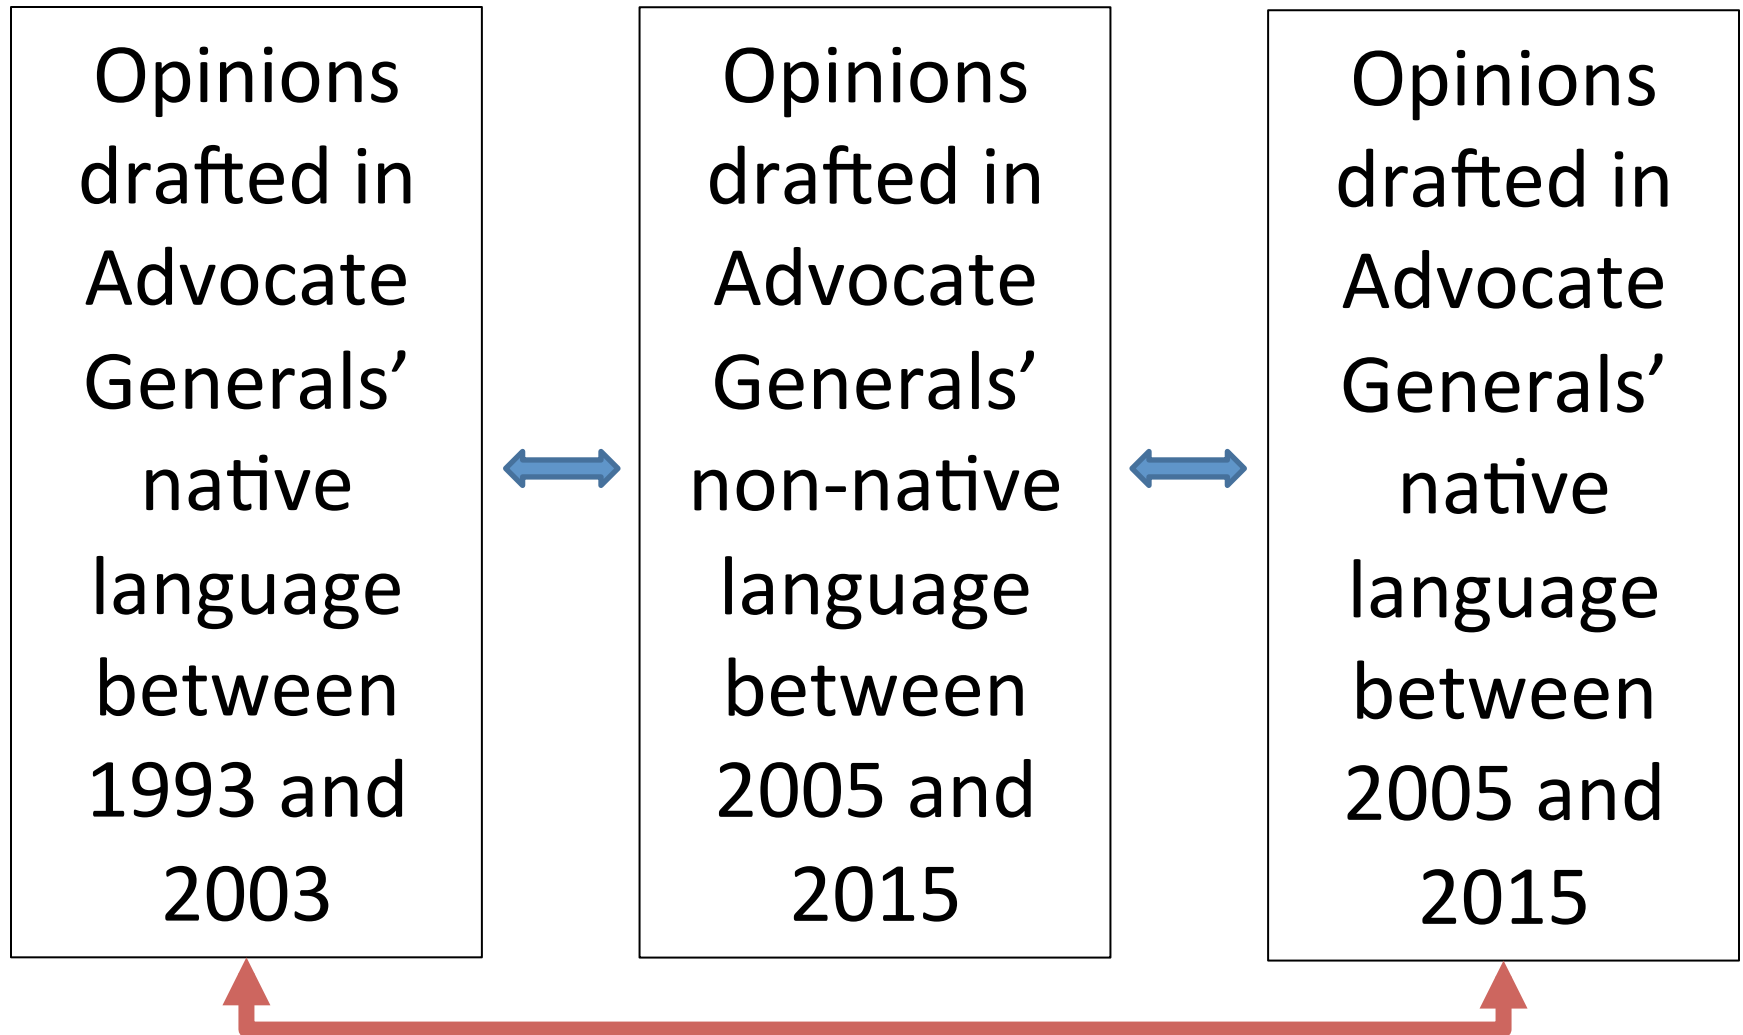 Opinions
drafted in
Advocate
Generals’
native
language
between
1993 and
2003
Opinions
drafted in
Advocate
Generals’
non-native
language
between
2005 and
2015
Opinions
drafted in
Advocate
Generals’
native
language
between
2005 and
2015